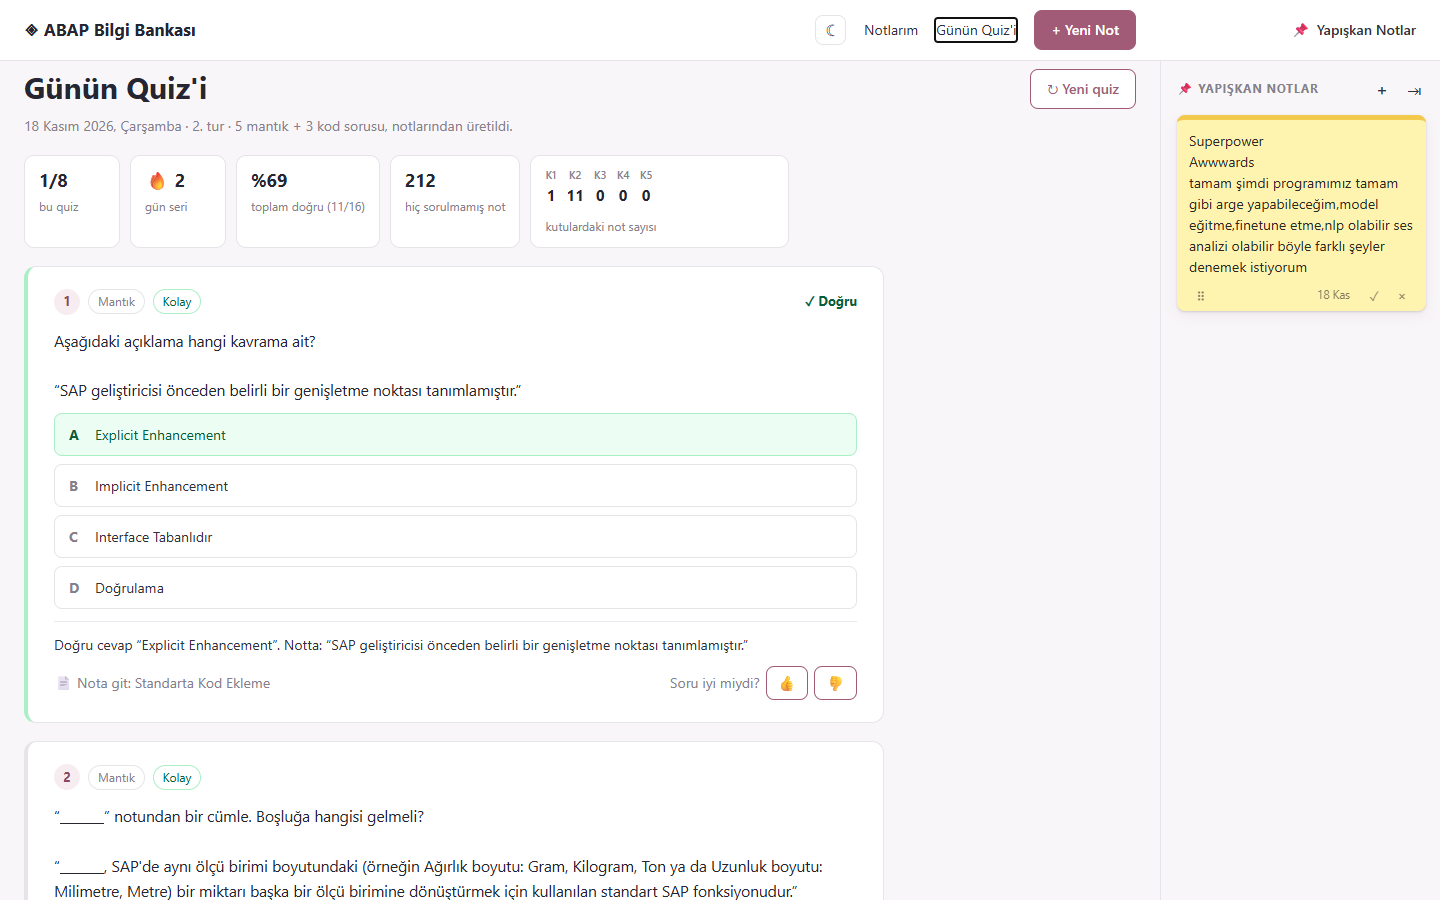 ◈ ABAP Bilgi Bankası
☾
Notlarım
Günün Quiz'i
+ Yeni Not
📌 Yapışkan Notlar
Günün Quiz'i
↻ Yeni quiz
18 Kasım 2026, Çarşamba · 2. tur · 5 mantık + 3 kod sorusu, notlarından üretildi.
1/8
bu quiz
🔥 2
gün seri
%69
toplam doğru (11/16)
212
hiç sorulmamış not
K1 K2 K3 K4 K5
1 11 0 0 0
kutulardaki not sayısı
1 Mantık Kolay ✓ Doğru
Aşağıdaki açıklama hangi kavrama ait?
“SAP geliştiricisi önceden belirli bir genişletme noktası tanımlamıştır.”
A Explicit Enhancement
B Implicit Enhancement
C Interface Tabanlıdır
D Doğrulama
Doğru cevap “Explicit Enhancement”. Notta: “SAP geliştiricisi önceden belirli bir genişletme noktası tanımlamıştır.”
📄 Nota git: Standarta Kod Ekleme
Soru iyi miydi? 👍 👎
2 Mantık Kolay
“______” notundan bir cümle. Boşluğa hangisi gelmeli?
“______, SAP'de aynı ölçü birimi boyutundaki (örneğin Ağırlık boyutu: Gram, Kilogram, Ton ya da Uzunluk boyutu:
Milimetre, Metre) bir miktarı başka bir ölçü birimine dönüştürmek için kullanılan standart SAP fonksiyonudur.”
📌 YAPIŞKAN NOTLAR + ⇥
Superpower
Awwwards
tamam şimdi programımız tamam
gibi arge yapabileceğim,model
eğitme,finetune etme,nlp olabilir ses
analizi olabilir böyle farklı şeyler
denemek istiyorum
⠿ 18 Kas ✓ ×